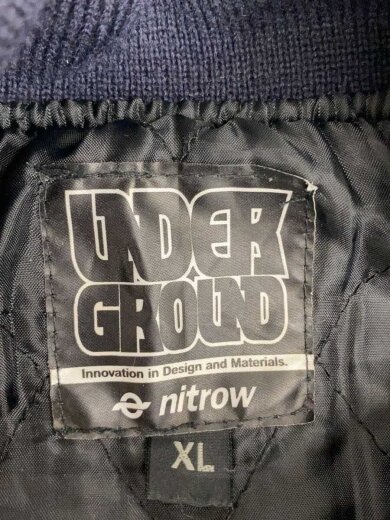 UNDER
GROUND
Innovation in Design and Materials.
nitrow
XL